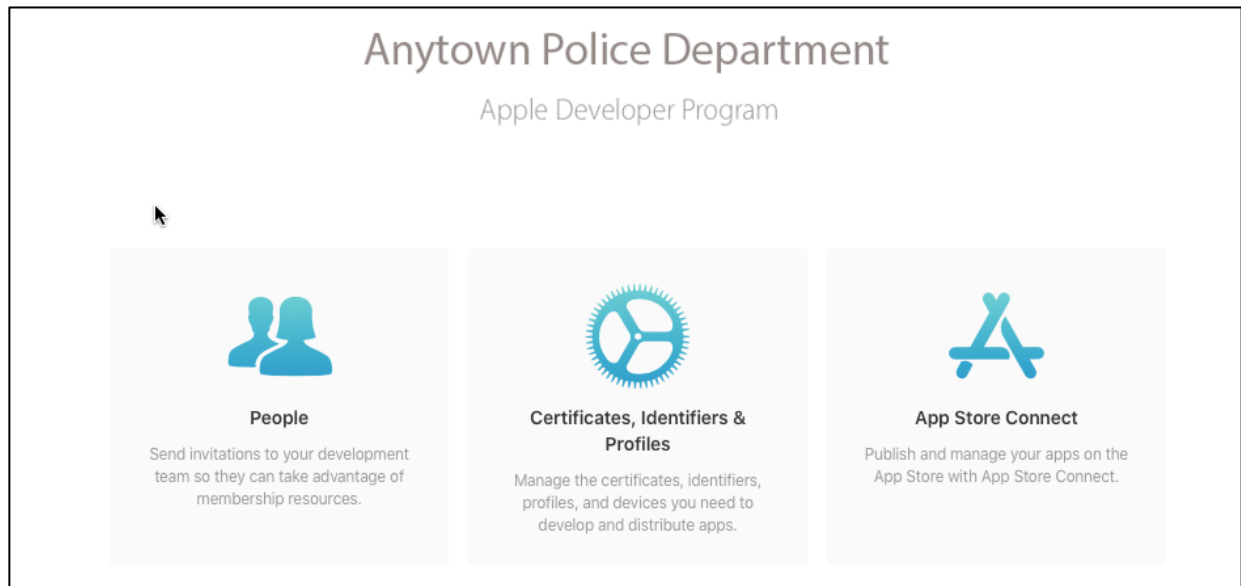 Anytown Police Department
Apple Developer Program
People
Send invitations to your development
team so they can take advantage of
membership resources.
Certificates, Identifiers &
Profiles
Manage the certificates, identifiers,
profiles, and devices you need to
develop and distribute apps.
App Store Connect
Publish and manage your apps on the
App Store with App Store Connect.